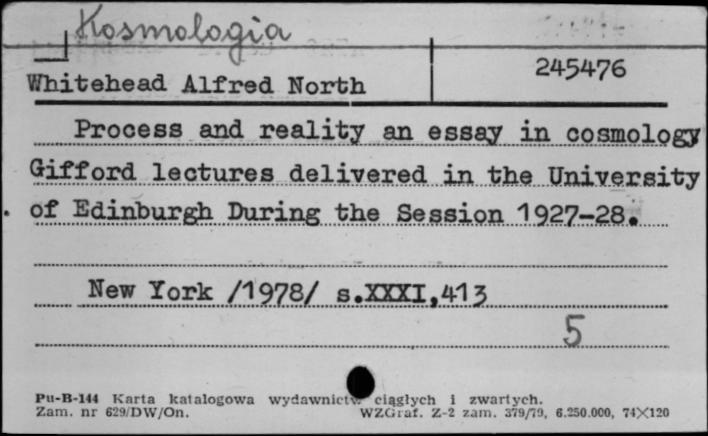 Kosmologia
245476
Whitehead Alfred North
Process and reality an essay in cosmology
Gifford lectures delivered in the University
of Edinburgh During the Session 1927-28.
New York /1978/ s.XXXI,413
5
Pu-B-144 Karta katalogowa wydawnictw ciągłych i zwartych.
Zam. nr 629/DW/On. WZGraf. Z-2 zam. 379/79, 6.250.000, 74×120